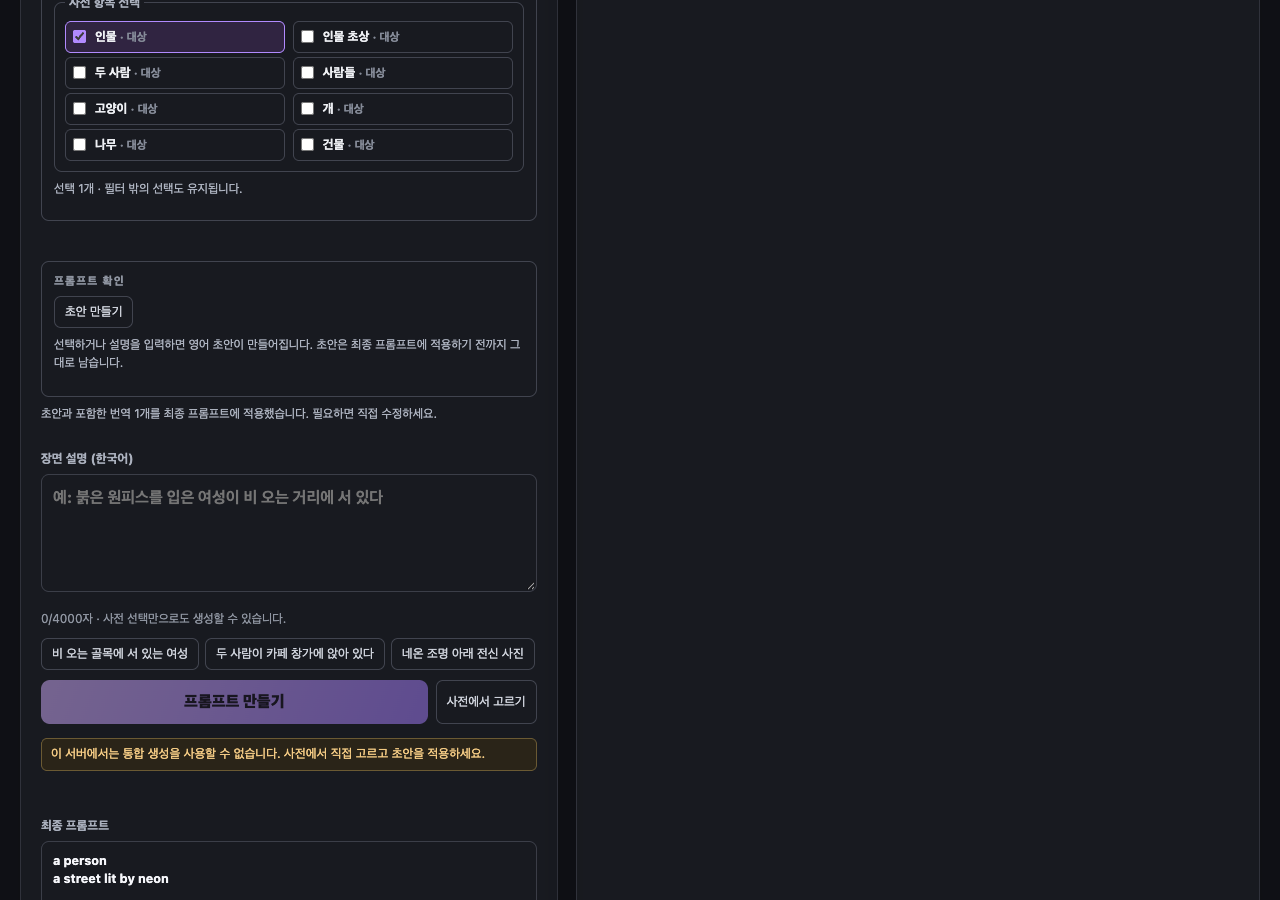 사전 항목 선택
인물 · 대상
인물 초상 · 대상
두 사람 · 대상
사람들 · 대상
고양이 · 대상
개 · 대상
나무 · 대상
건물 · 대상
선택 1개 · 필터 밖의 선택도 유지됩니다.
프롬프트 확인
초안 만들기
선택하거나 설명을 입력하면 영어 초안이 만들어집니다. 초안은 최종 프롬프트에 적용하기 전까지 그
대로 남습니다.
초안과 포함한 번역 1개를 최종 프롬프트에 적용했습니다. 필요하면 직접 수정하세요.
장면 설명 (한국어)
예: 붉은 원피스를 입은 여성이 비 오는 거리에 서 있다
0/4000자 · 사전 선택만으로도 생성할 수 있습니다.
비 오는 골목에 서 있는 여성
두 사람이 카페 창가에 앉아 있다
네온 조명 아래 전신 사진
프롬프트 만들기
사전에서 고르기
이 서버에서는 통합 생성을 사용할 수 없습니다. 사전에서 직접 고르고 초안을 적용하세요.
최종 프롬프트
a person
a street lit by neon